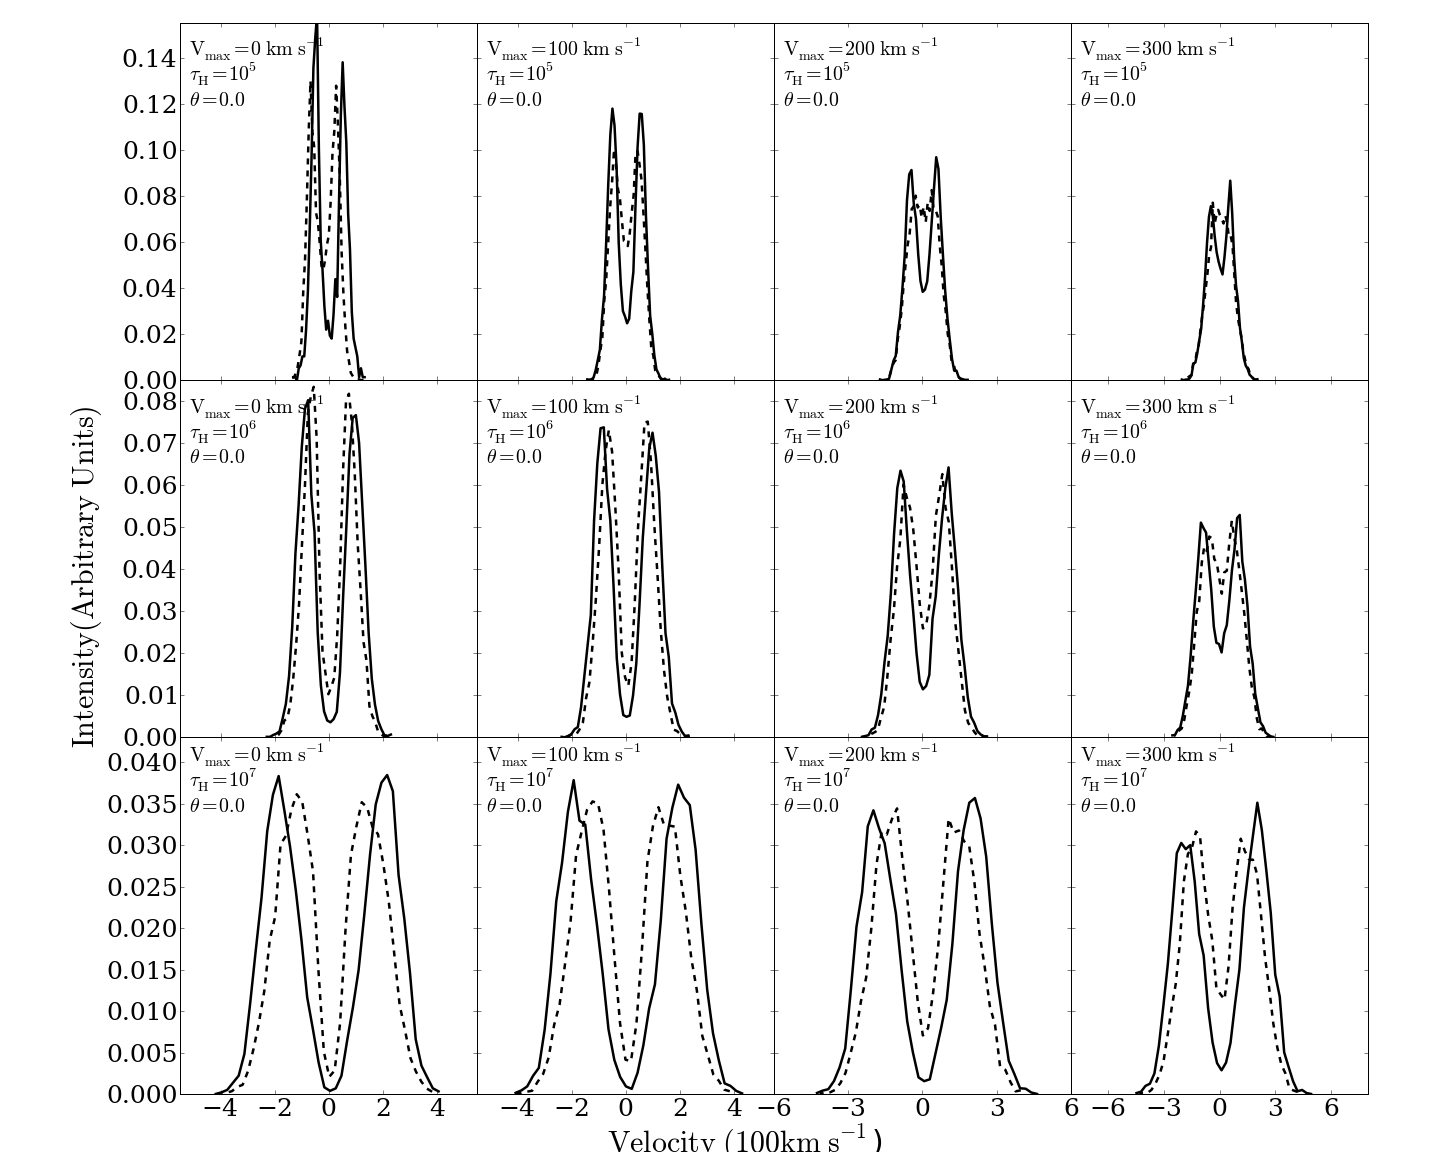 V_max=0 km s^−1
τ_H=10^5
θ=0.0
V_max=100 km s^−1
τ_H=10^5
θ=0.0
V_max=200 km s^−1
τ_H=10^5
θ=0.0
V_max=300 km s^−1
τ_H=10^5
θ=0.0
0.14
0.12
0.10
0.08
0.06
0.04
0.02
0.00
V_max=0 km s^−1
τ_H=10^6
θ=0.0
V_max=100 km s^−1
τ_H=10^6
θ=0.0
V_max=200 km s^−1
τ_H=10^6
θ=0.0
V_max=300 km s^−1
τ_H=10^6
θ=0.0
0.08
0.07
0.06
0.05
0.04
0.03
0.02
0.01
0.00
Intensity(Arbitrary Units)
V_max=0 km s^−1
τ_H=10^7
θ=0.0
V_max=100 km s^−1
τ_H=10^7
θ=0.0
V_max=200 km s^−1
τ_H=10^7
θ=0.0
V_max=300 km s^−1
τ_H=10^7
θ=0.0
0.040
0.035
0.030
0.025
0.020
0.015
0.010
0.005
0.000
−4 −2 0 2 4 −4 −2 0 2 4 −6 −3 0 3 6 −6 −3 0 3 6
Velocity (100km s^−1)